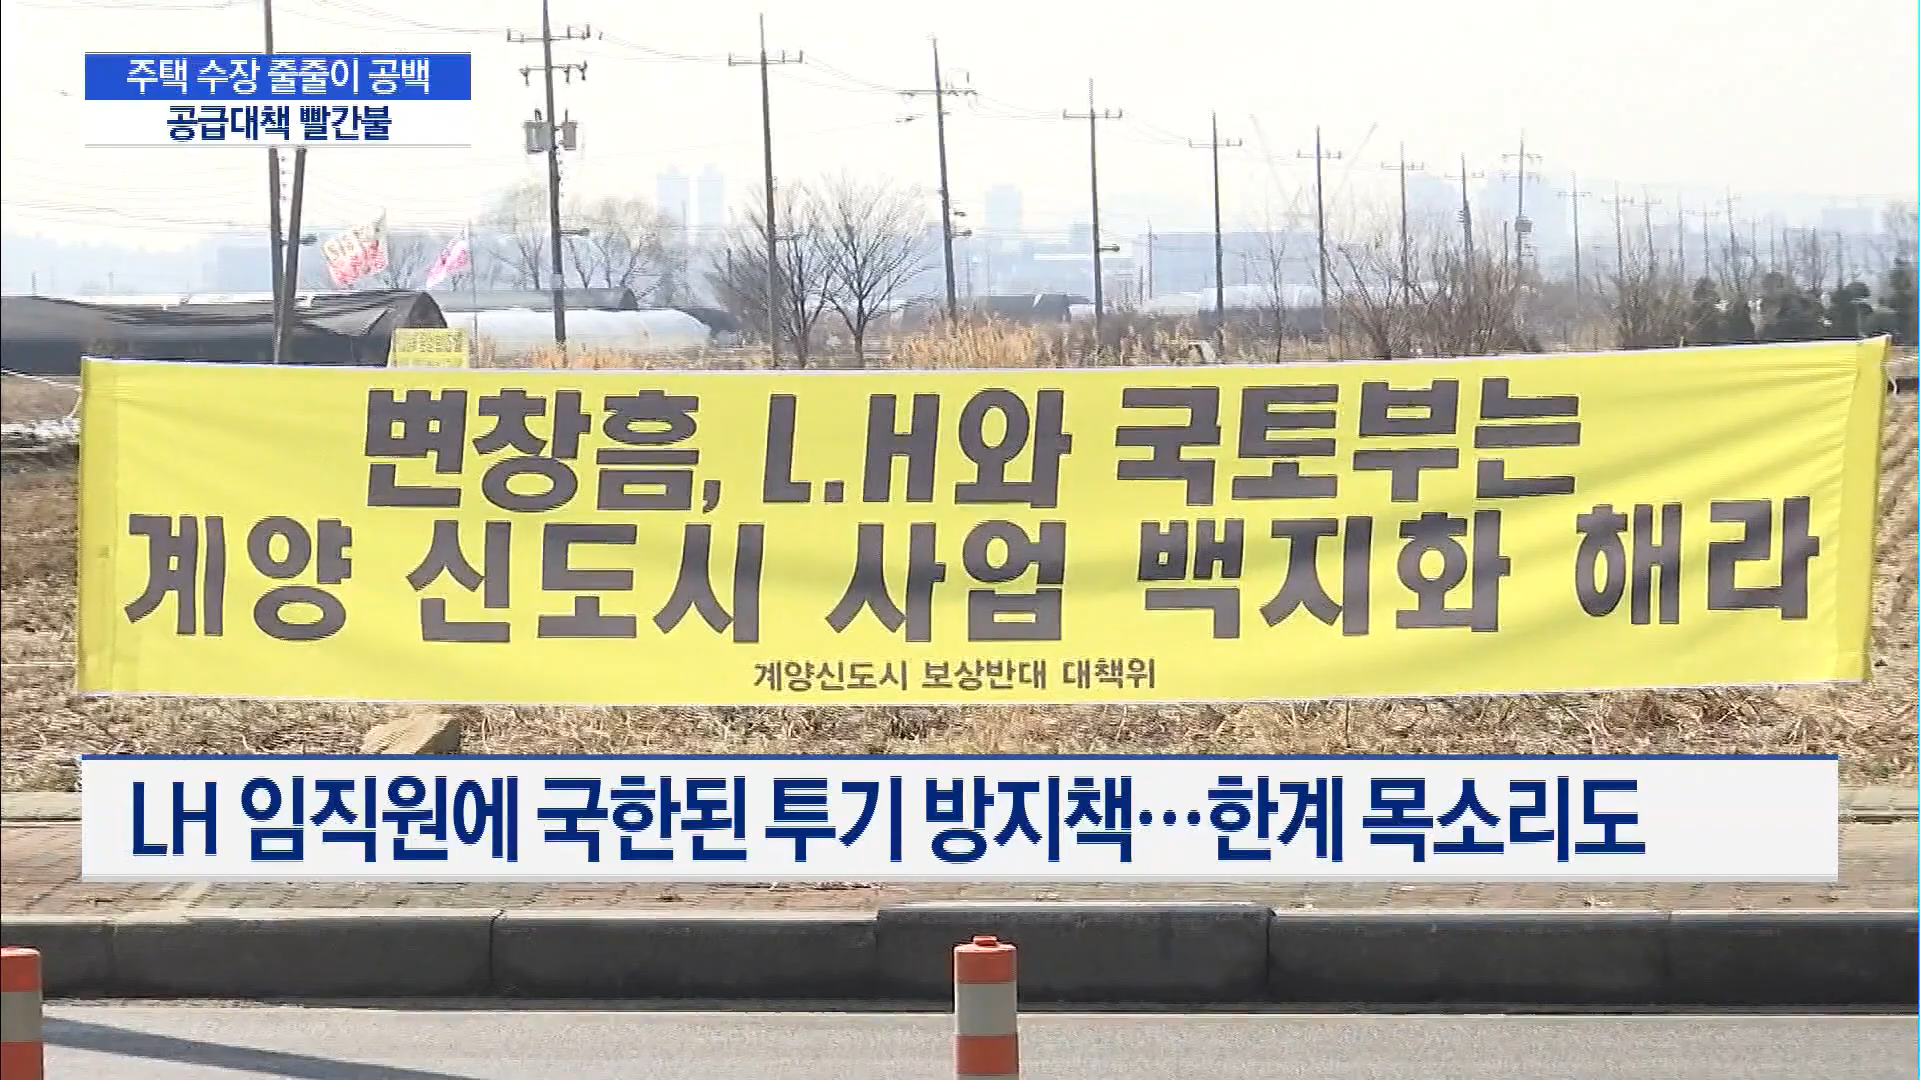 주택 수장 줄줄이 공백
공급대책 빨간불
변창흠, L.H와 국토부는
계양 신도시 사업 백지화 해라
계양신도시 보상반대 대책위
LH 임직원에 국한된 투기 방지책…한계 목소리도